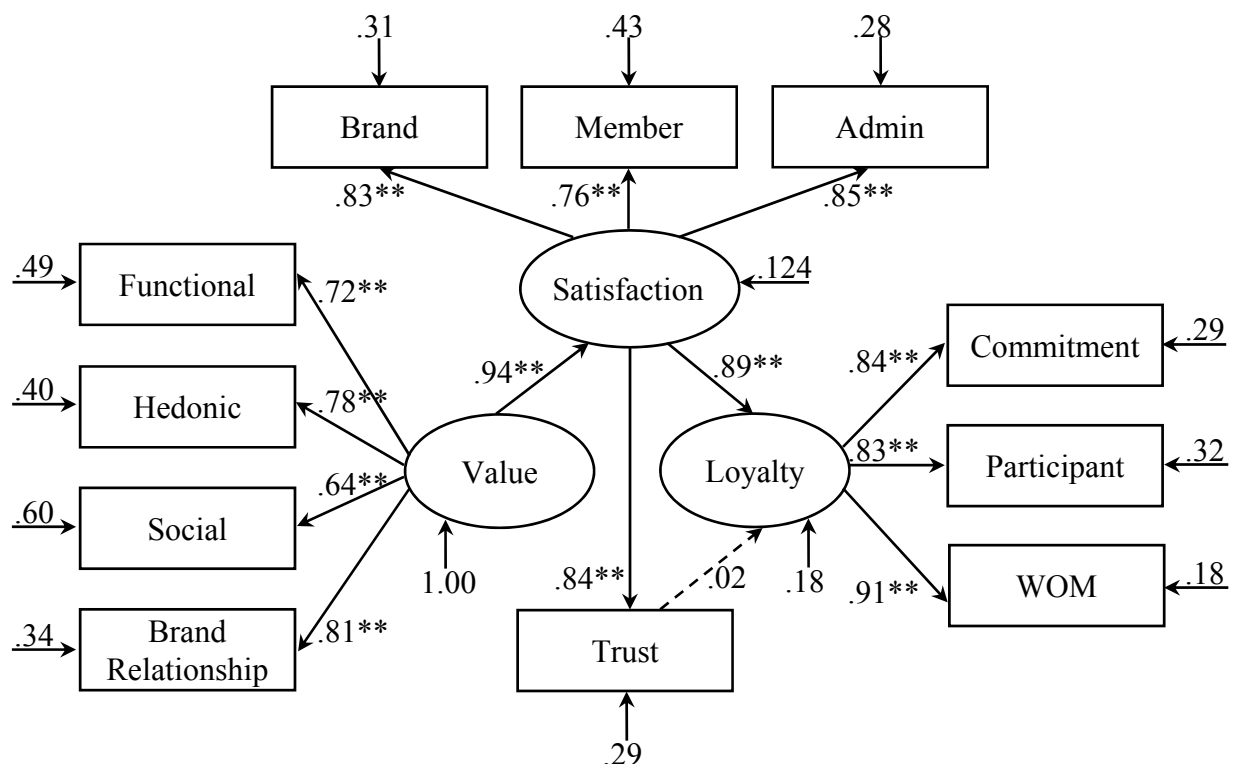 .31
.43
.28
Brand
Member
Admin
.83**
.76**
.85**
.49
Functional
.72**
Satisfaction
.124
.94**
.89**
.84**
Commitment
.29
.40
Hedonic
.78**
Value
Loyalty
.83**
Participant
.32
.60
Social
.64**
1.00
.84**
.02
.18
.91**
WOM
.18
.34
Brand
Relationship
.81**
Trust
.29